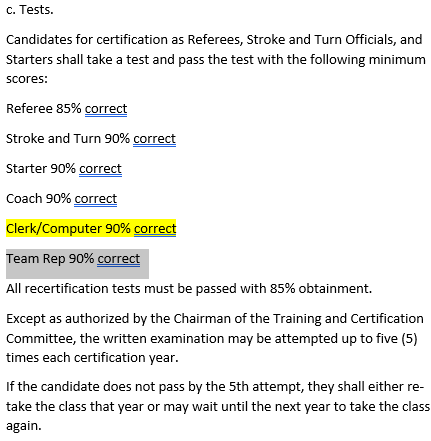 c. Tests.
Candidates for certification as Referees, Stroke and Turn Officials, and
Starters shall take a test and pass the test with the following minimum
scores:
Referee 85% correct
Stroke and Turn 90% correct
Starter 90% correct
Coach 90% correct
Clerk/Computer 90% correct
Team Rep 90% correct
All recertification tests must be passed with 85% obtainment.
Except as authorized by the Chairman of the Training and Certification
Committee, the written examination may be attempted up to five (5)
times each certification year.
If the candidate does not pass by the 5th attempt, they shall either re-
take the class that year or may wait until the next year to take the class
again.